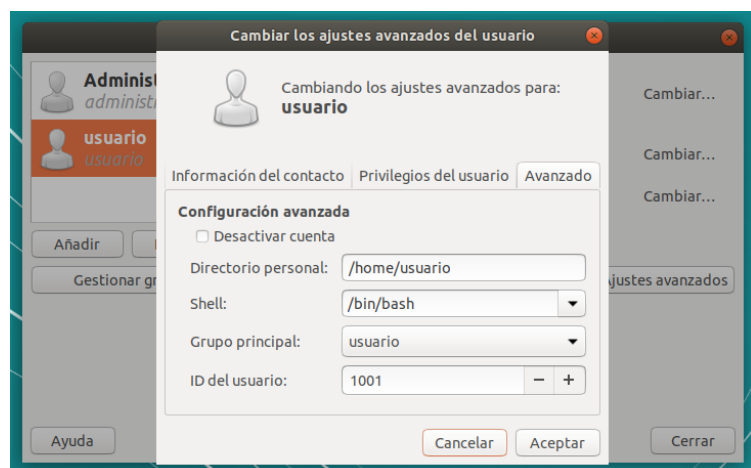 Cambiar los ajustes avanzados del usuario
Administ
administr
usuario
usuario
Cambiando los ajustes avanzados para:
usuario
Cambiar...
Cambiar...
Cambiar...
Información del contacto Privilegios del usuario Avanzado
Configuración avanzada
Desactivar cuenta
Directorio personal: /home/usuario
Shell: /bin/bash
Grupo principal: usuario
ID del usuario: 1001
Añadir
Gestionar gr
Ajustes avanzados
Ayuda
Cancelar Aceptar
Cerrar